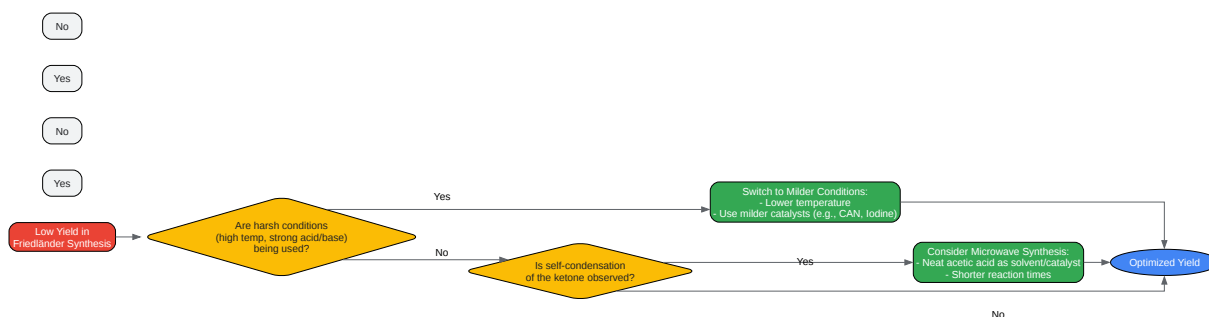 No
Yes
No
Yes
Low Yield in
Friedländer Synthesis
Are harsh conditions
(high temp, strong acid/base)
being used?
Yes
No
Switch to Milder Conditions:
- Lower temperature
- Use milder catalysts (e.g., CAN, Iodine)
Is self-condensation
of the ketone observed?
Yes
No
Consider Microwave Synthesis:
- Neat acetic acid as solvent/catalyst
- Shorter reaction times
Optimized Yield